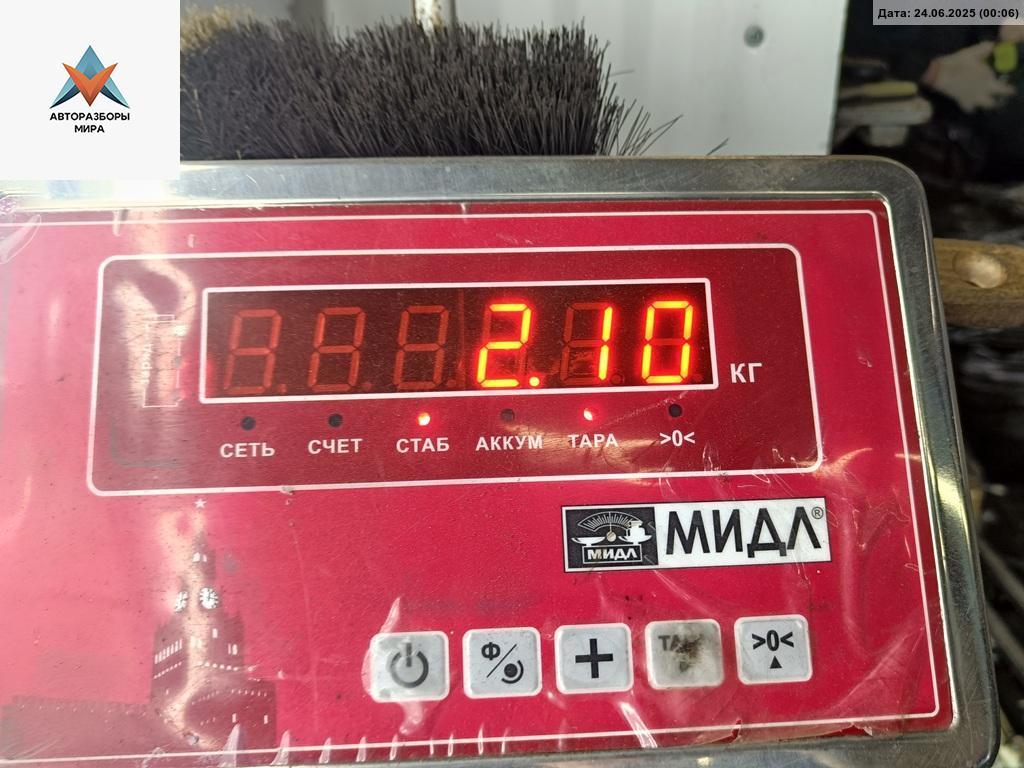 Дата: 24.06.2025 (00:06)
АВТОРАЗБОРЫ
МИРА
2.10
КГ
СЕТЬ СЧЕТ СТАБ АККУМ ТАРА >0<
МИДЛ МИДЛ®
Ф + >0<